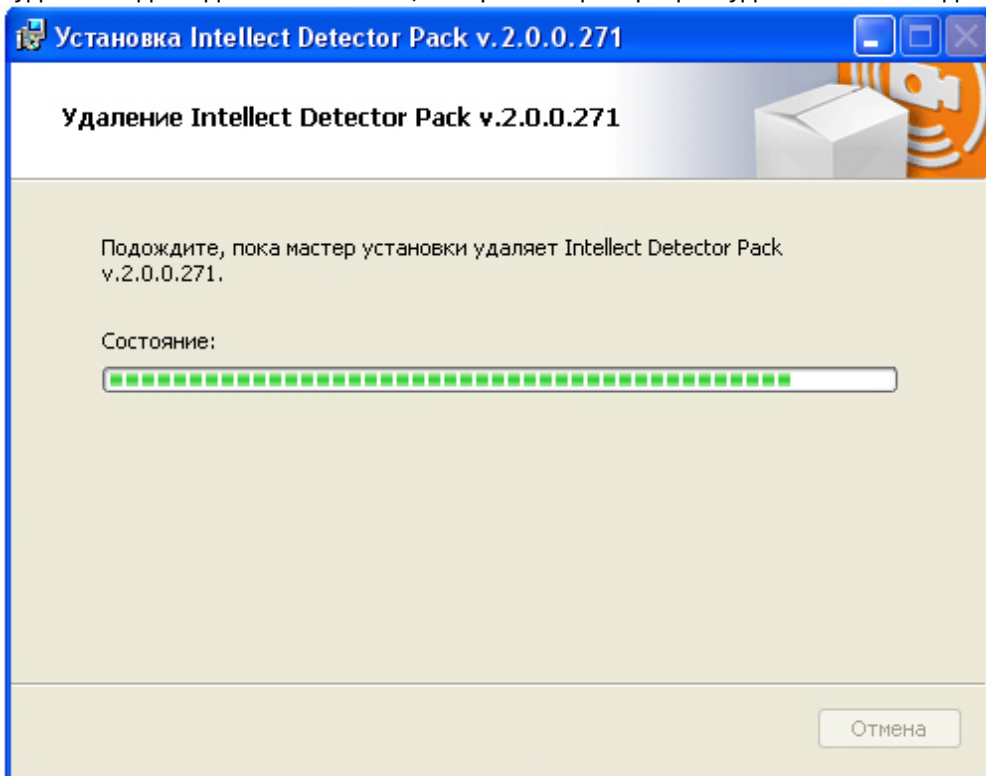 Установка Intellect Detector Pack v.2.0.0.271
Удаление Intellect Detector Pack v.2.0.0.271
Подождите, пока мастер установки удаляет Intellect Detector Pack
v.2.0.0.271.
Состояние:
Отмена